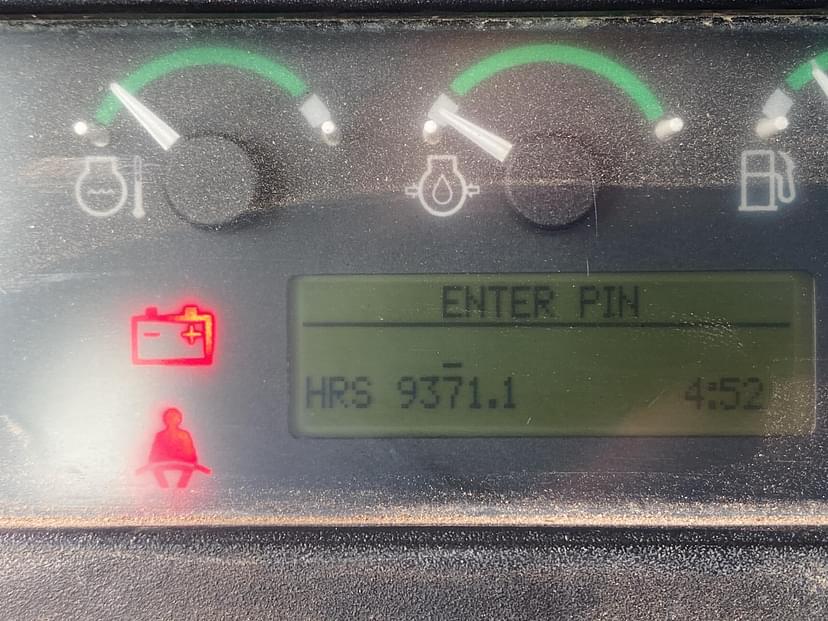 ENTER PIN
HRS 9371.1 4:52